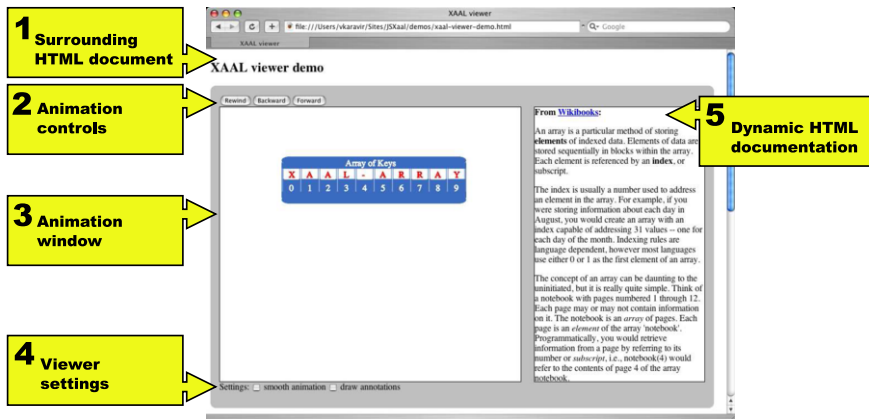 XAAL viewer
file:///Users/vkaravir/Sites/JSXaal/demos/xaal-viewer-demo.html
Google
XAAL viewer
1 Surrounding
HTML document
XAAL viewer demo
2 Animation
controls
Rewind Backward Forward
Array of Keys
X A A L - A R R A Y
0 1 2 3 4 5 6 7 8 9
3 Animation
window
4 Viewer
settings
Settings: smooth animation draw annotations
5 Dynamic HTML
documentation
From Wikibooks:
An array is a particular method of storing
elements of indexed data. Elements of data are
stored sequentially in blocks within the array.
Each element is referenced by an index, or
subscript.
The index is usually a number used to address
an element in the array. For example, if you
were storing information about each day in
August, you would create an array with an
index capable of addressing 31 values -- one for
each day of the month. Indexing rules are
language dependent, however most languages
use either 0 or 1 as the first element of an array.
The concept of an array can be daunting to the
uninitiated, but it is really quite simple. Think of
a notebook with pages numbered 1 through 12.
Each page may or may not contain information
on it. The notebook is an array of pages. Each
page is an element of the array 'notebook'.
Programmatically, you would retrieve
information from a page by referring to its
number or subscript, i.e., notebook(4) would
refer to the contents of page 4 of the array
notebook.